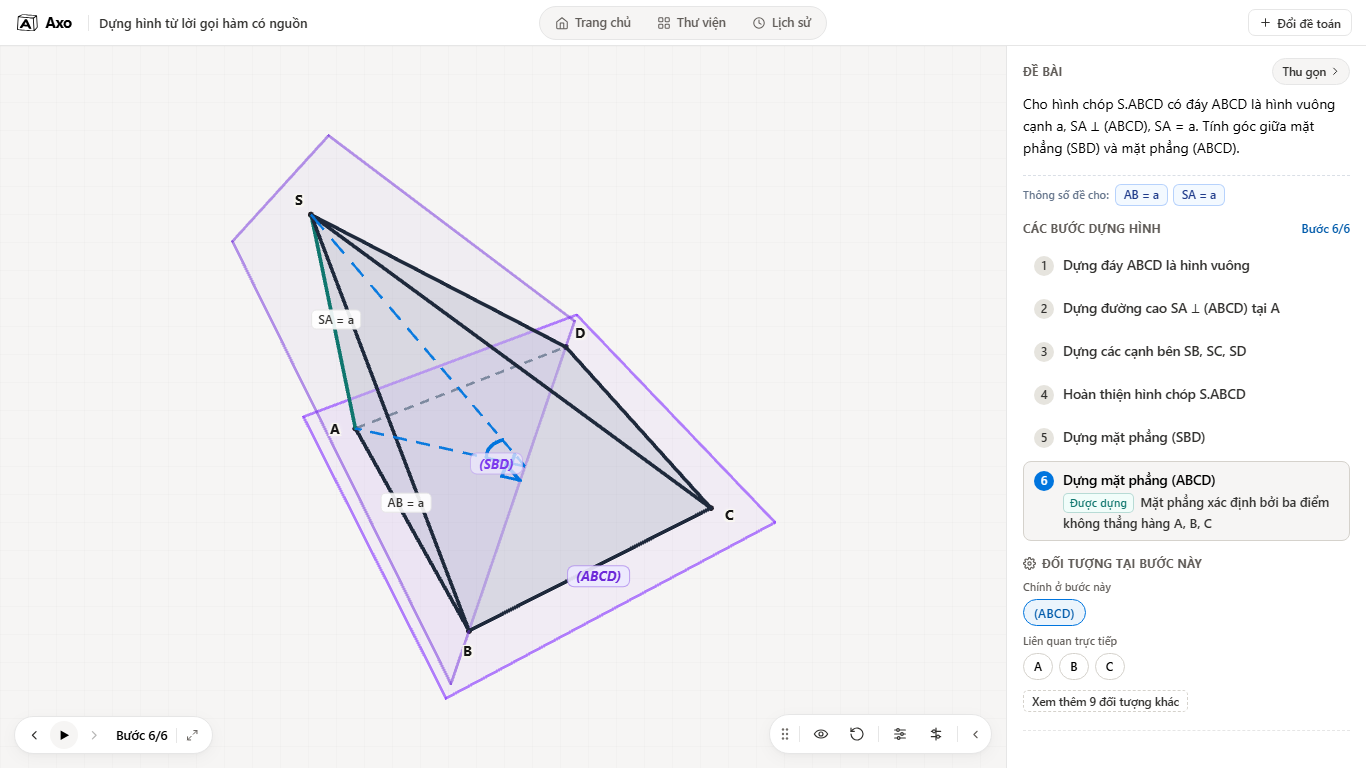 Axo
Dựng hình từ lời gọi hàm có nguồn
Trang chủ
Thư viện
Lịch sử
Đổi đề toán
S
SA = a
D
A
(SBD)
AB = a
C
(ABCD)
B
Bước 6/6
ĐỀ BÀI
Thu gọn
Cho hình chóp S.ABCD có đáy ABCD là hình vuông
cạnh a, SA ⊥ (ABCD), SA = a. Tính góc giữa mặt
phẳng (SBD) và mặt phẳng (ABCD).
Thông số đề cho:
AB = a
SA = a
CÁC BƯỚC DỰNG HÌNH
Bước 6/6
1 Dựng đáy ABCD là hình vuông
2 Dựng đường cao SA ⊥ (ABCD) tại A
3 Dựng các cạnh bên SB, SC, SD
4 Hoàn thiện hình chóp S.ABCD
5 Dựng mặt phẳng (SBD)
6 Dựng mặt phẳng (ABCD)
Được dựng Mặt phẳng xác định bởi ba điểm
không thẳng hàng A, B, C
ĐỐI TƯỢNG TẠI BƯỚC NÀY
Chính ở bước này
(ABCD)
Liên quan trực tiếp
A
B
C
Xem thêm 9 đối tượng khác